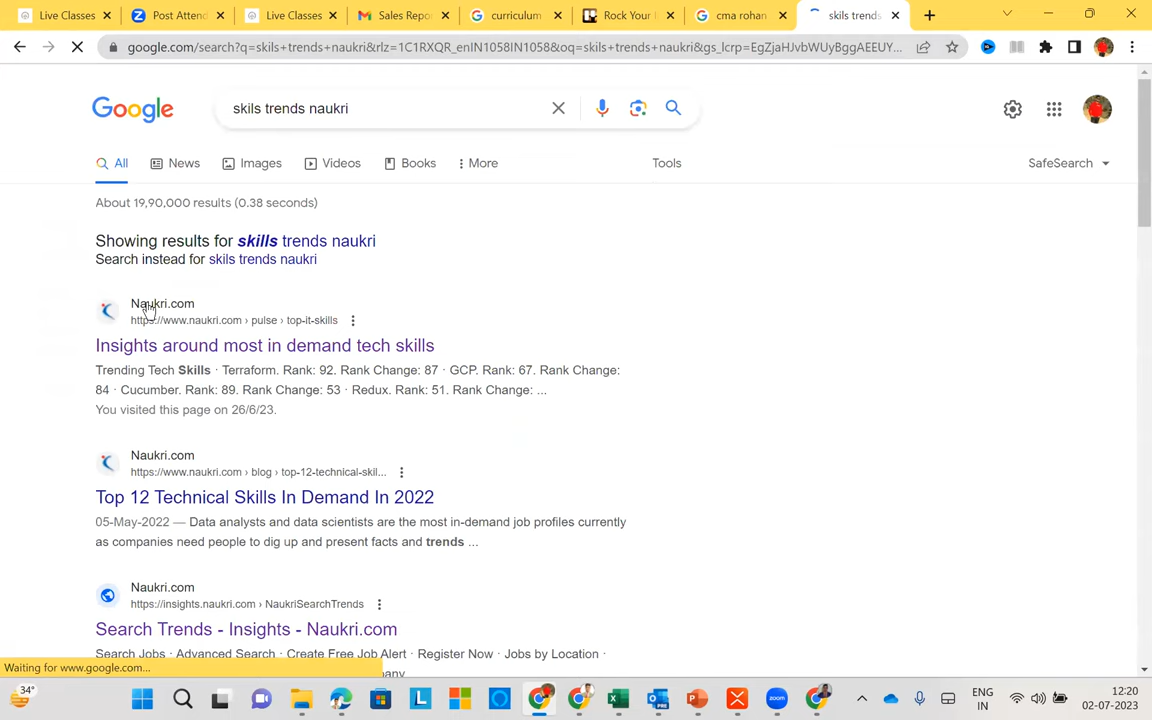 Live Classes
Post Attend
Live Classes
Sales Repo
curriculum
Rock Your
cma rohan
skils trends
google.com/search?q=skils+trends+naukri&rlz=1C1RXQR_enIN1058IN1058&oq=skils+trends+naukri&gs_lcrp=EgZjaHJvbWUyBggAEEUY...
Google
skils trends naukri
All
News
Images
Videos
Books
More
Tools
SafeSearch
About 19,90,000 results (0.38 seconds)
Showing results for skills trends naukri
Search instead for skils trends naukri
Naukri.com
https://www.naukri.com › pulse › top-it-skills
Insights around most in demand tech skills
Trending Tech Skills · Terraform. Rank: 92. Rank Change: 87 · GCP. Rank: 67. Rank Change:
84 · Cucumber. Rank: 89. Rank Change: 53 · Redux. Rank: 51. Rank Change: ...
You visited this page on 26/6/23.
Naukri.com
https://www.naukri.com › blog › top-12-technical-skil...
Top 12 Technical Skills In Demand In 2022
05-May-2022 — Data analysts and data scientists are the most in-demand job profiles currently
as companies need people to dig up and present facts and trends ...
Naukri.com
https://insights.naukri.com › NaukriSearchTrends
Search Trends - Insights - Naukri.com
Search Jobs · Advanced Search · Create Free Job Alert · Register Now · Jobs by Location ·
Waiting for www.google.com...
34°
ENG
IN
12:20
02-07-2023